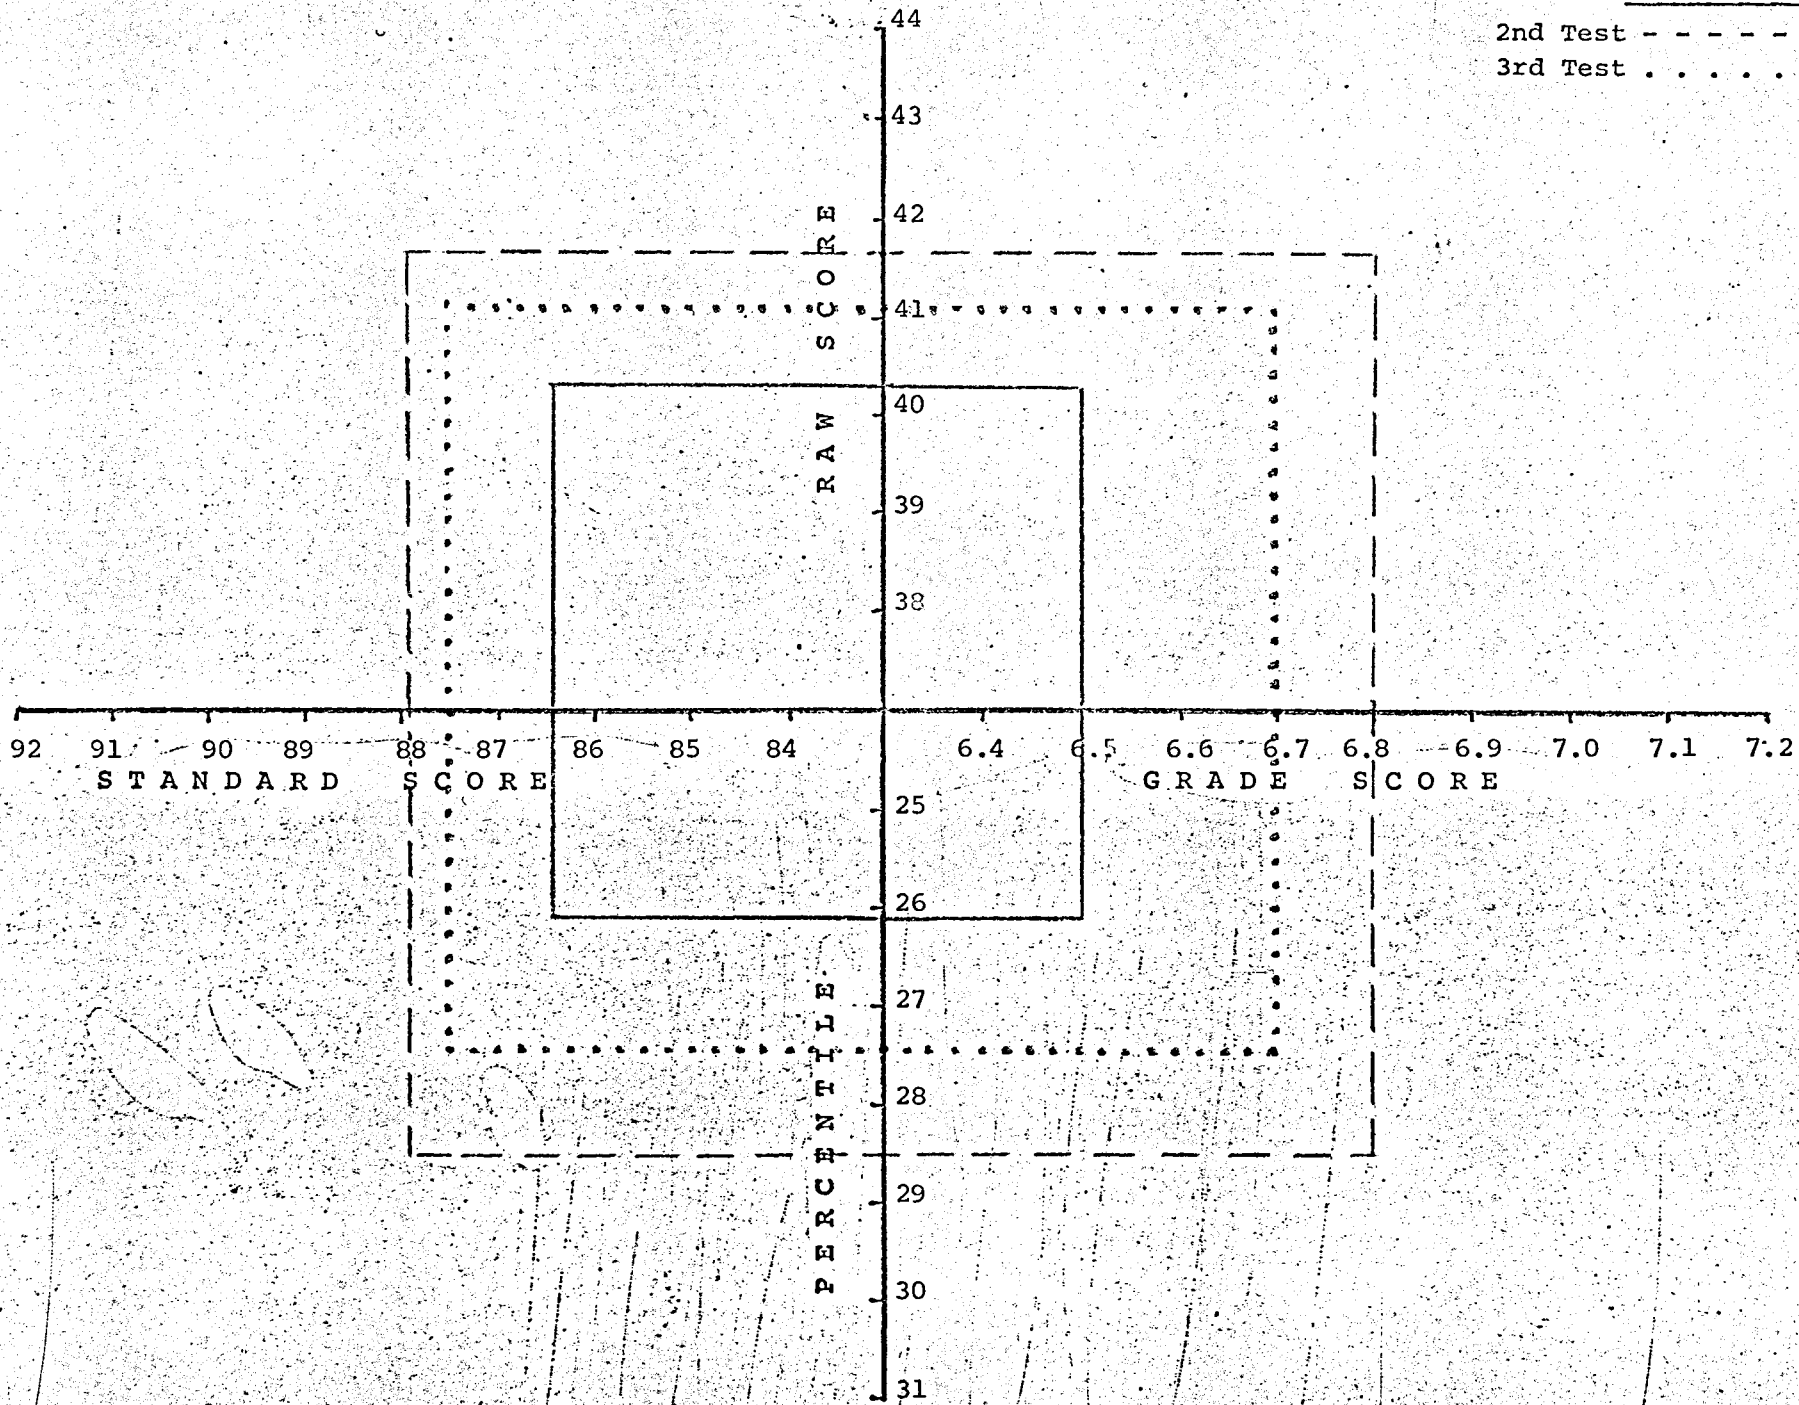 44
2nd Test - - - - -
3rd Test . . . . .
43
42
41
40
39
38
RAW SCORE
92 91 90 89 88 87 86 85 84 6.4 6.5 6.6 6.7 6.8 6.9 7.0 7.1 7.2
STANDARD SCORE GRADE SCORE
25
26
27
28
29
30
31
PERCENTILE